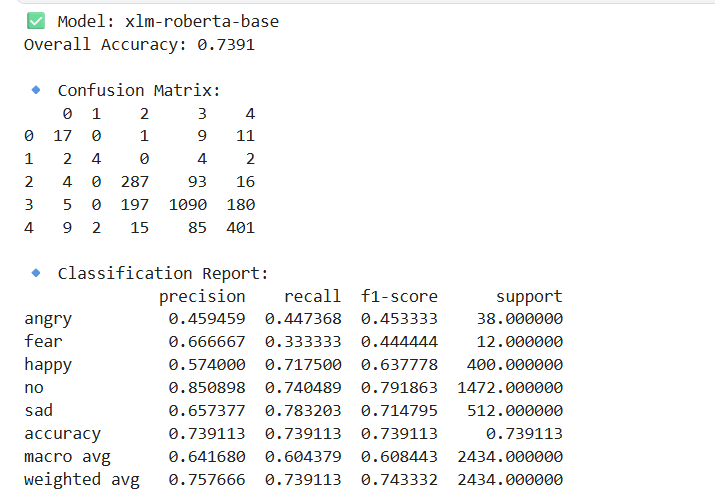 ✅ Model: xlm-roberta-base
Overall Accuracy: 0.7391
🔹 Confusion Matrix:
0 1 2 3 4
0 17 0 1 9 11
1 2 4 0 4 2
2 4 0 287 93 16
3 5 0 197 1090 180
4 9 2 15 85 401
🔹 Classification Report:
precision recall f1-score support
angry 0.459459 0.447368 0.453333 38.000000
fear 0.666667 0.333333 0.444444 12.000000
happy 0.574000 0.717500 0.637778 400.000000
no 0.850898 0.740489 0.791863 1472.000000
sad 0.657377 0.783203 0.714795 512.000000
accuracy 0.739113 0.739113 0.739113 0.739113
macro avg 0.641680 0.604379 0.608443 2434.000000
weighted avg 0.757666 0.739113 0.743332 2434.000000